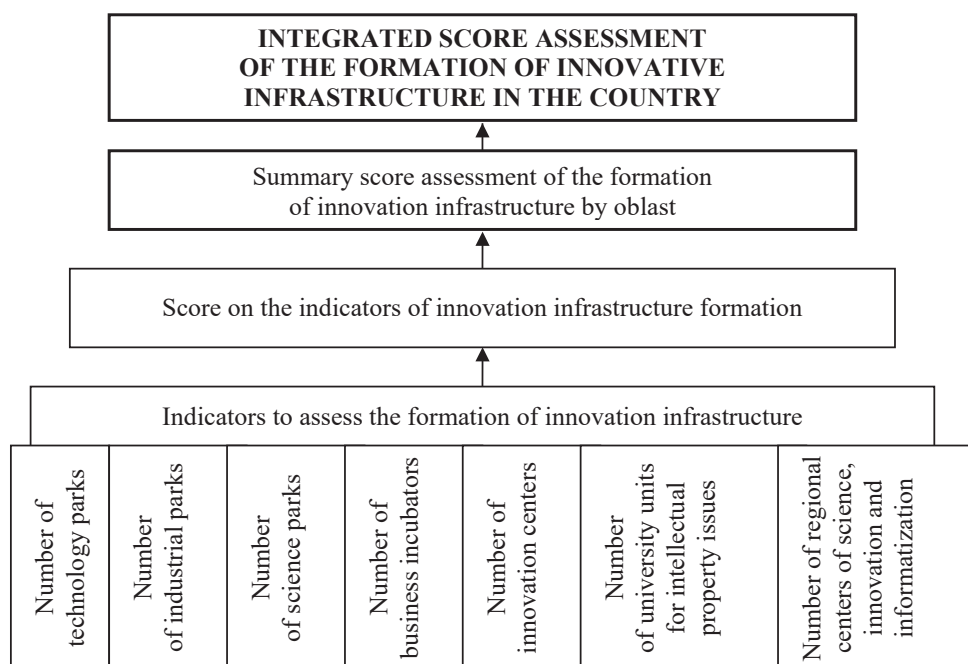 INTEGRATED SCORE ASSESSMENT
OF THE FORMATION OF INNOVATIVE
INFRASTRUCTURE IN THE COUNTRY
Summary score assessment of the formation
of innovation infrastructure by oblast
Score on the indicators of innovation infrastructure formation
Indicators to assess the formation of innovation infrastructure
Number of
technology parks
Number
of industrial parks
Number
of science parks
Number of
business incubators
Number of
innovation centers
Number
of university units
for intellectual
property issues
Number of regional
centers of science,
innovation and
informatization